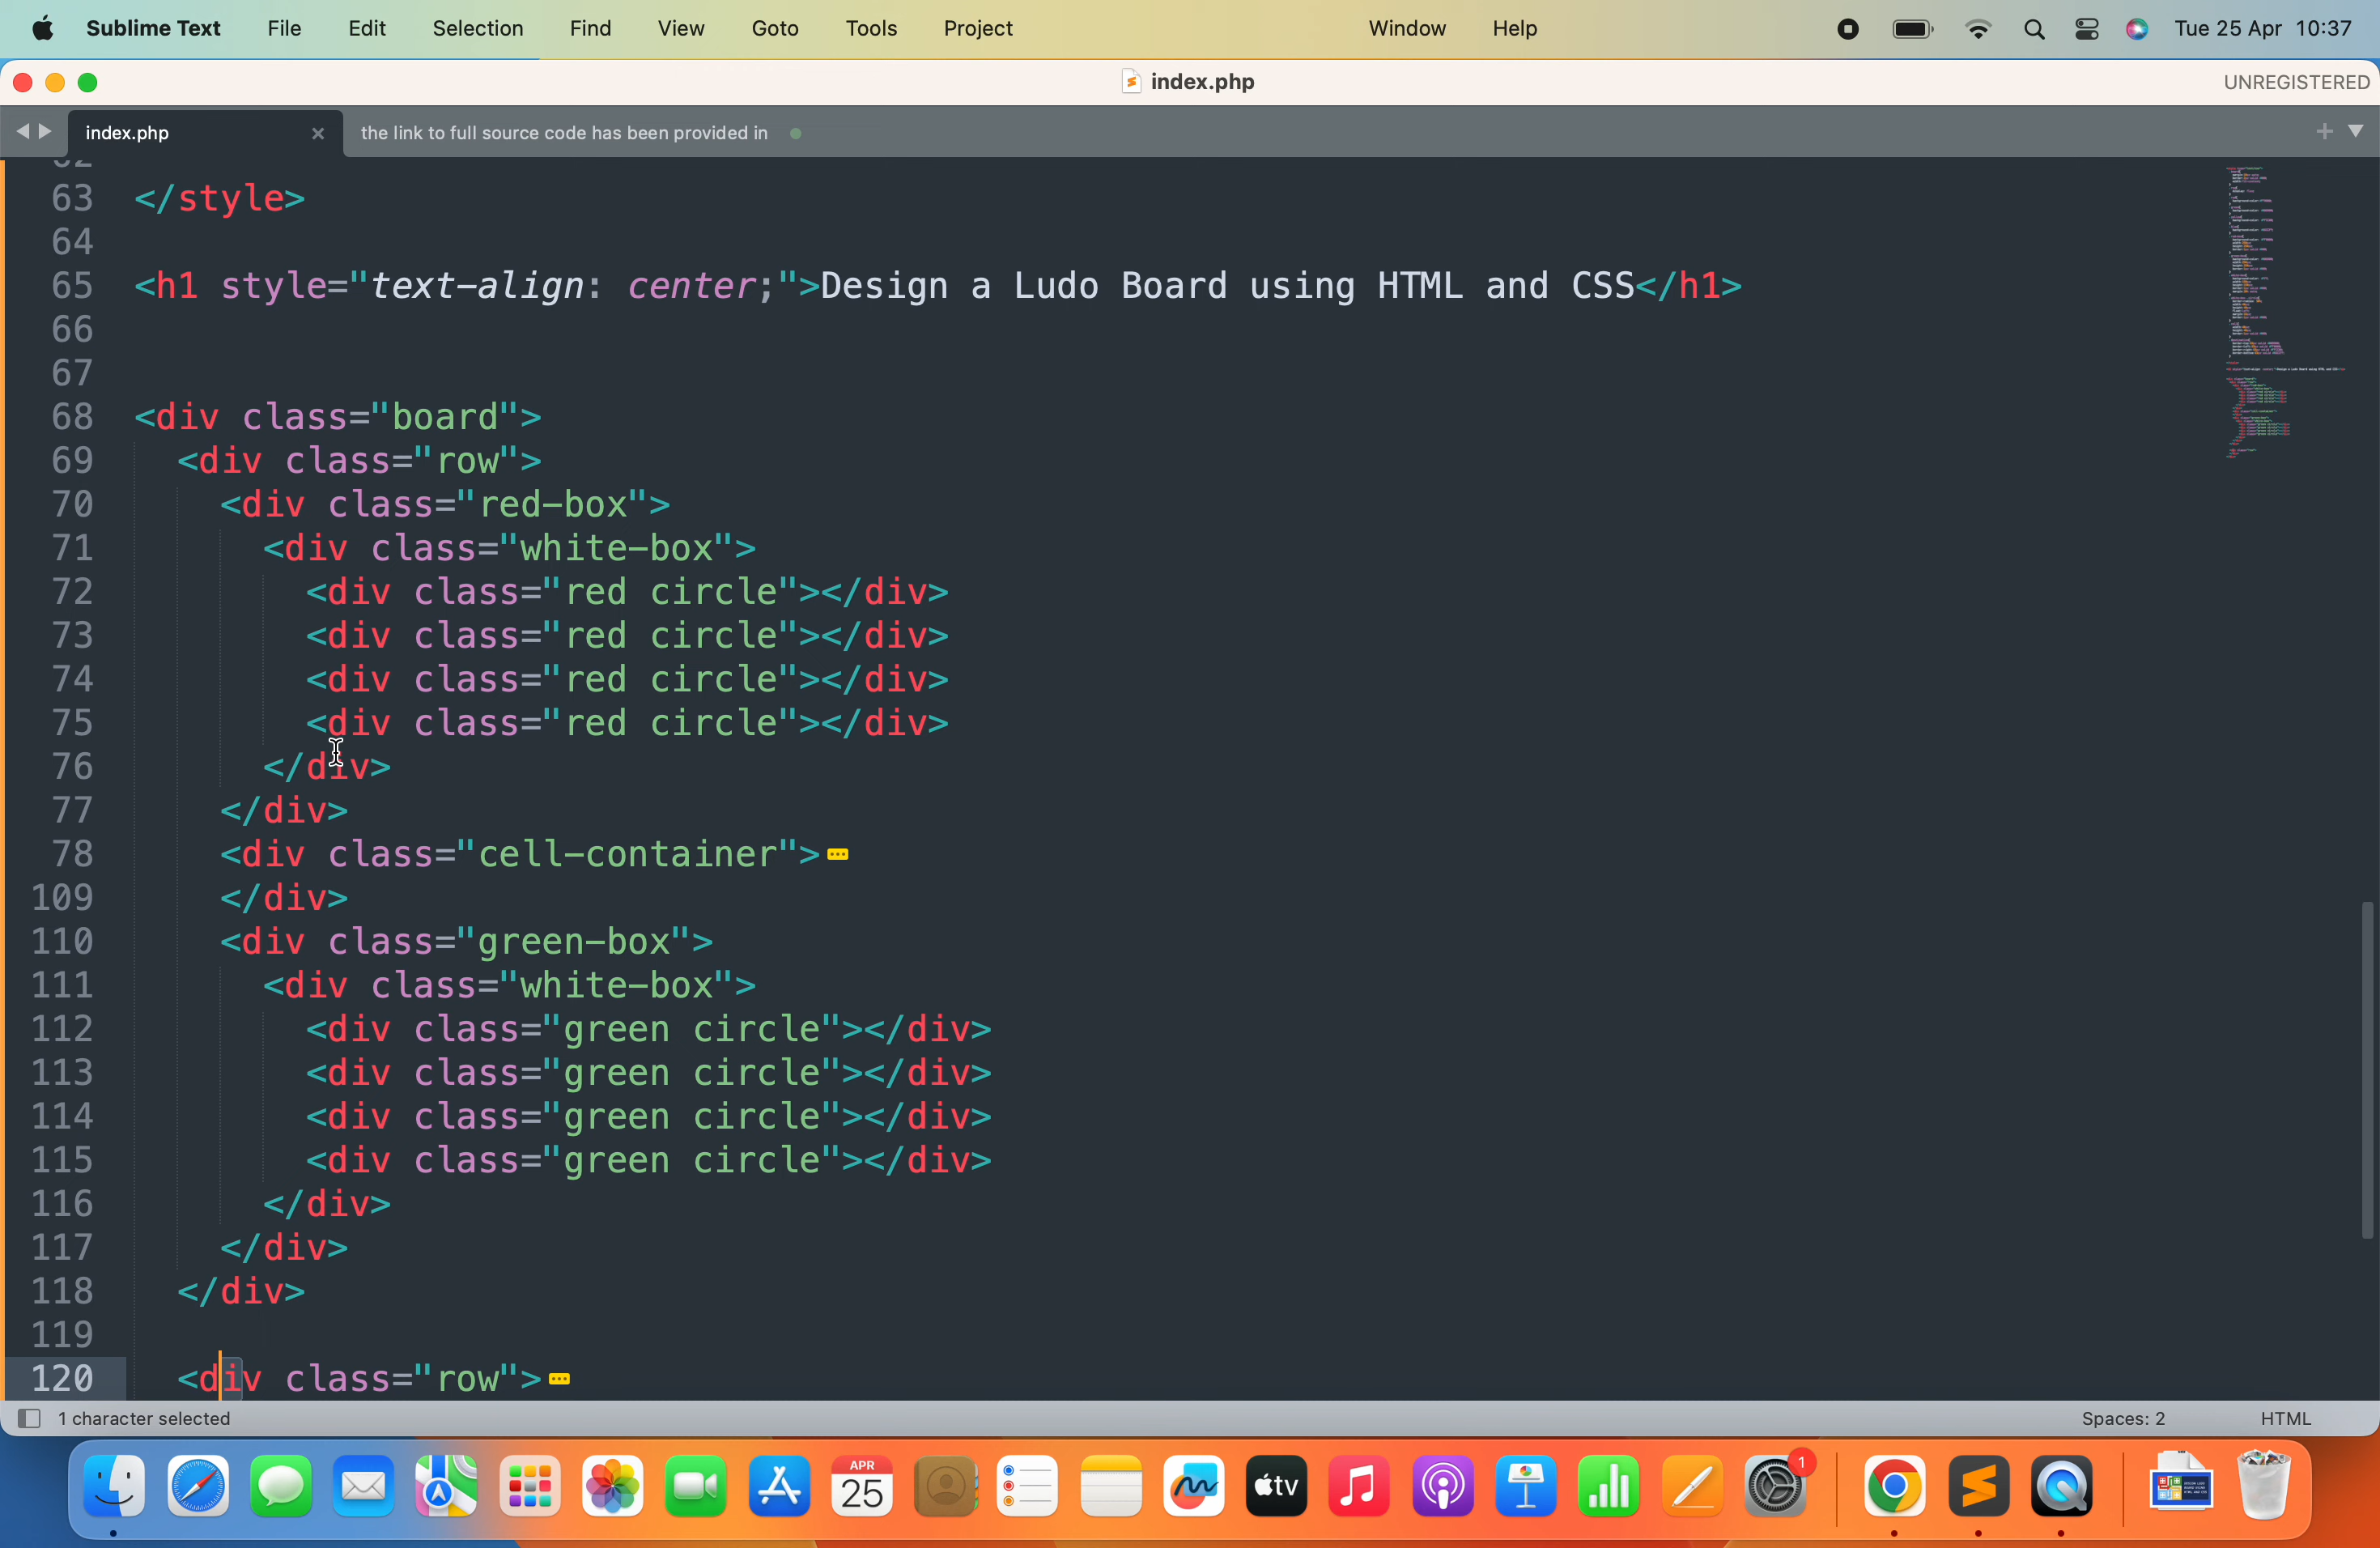 Sublime Text File Edit Selection Find View Goto Tools Project Window Help Tue 25 Apr 10:37
index.php UNREGISTERED
index.php the link to full source code has been provided in
63 </style>
64
65 <h1 style="text-align: center;">Design a Ludo Board using HTML and CSS</h1>
66
67
68 <div class="board">
69 <div class="row">
70 <div class="red-box">
71 <div class="white-box">
72 <div class="red circle"></div>
73 <div class="red circle"></div>
74 <div class="red circle"></div>
75 <div class="red circle"></div>
76 </div>
77 </div>
78 <div class="cell-container">
109 </div>
110 <div class="green-box">
111 <div class="white-box">
112 <div class="green circle"></div>
113 <div class="green circle"></div>
114 <div class="green circle"></div>
115 <div class="green circle"></div>
116 </div>
117 </div>
118 </div>
119
120 <div class="row">
1 character selected Spaces: 2 HTML
APR
25
tv
1